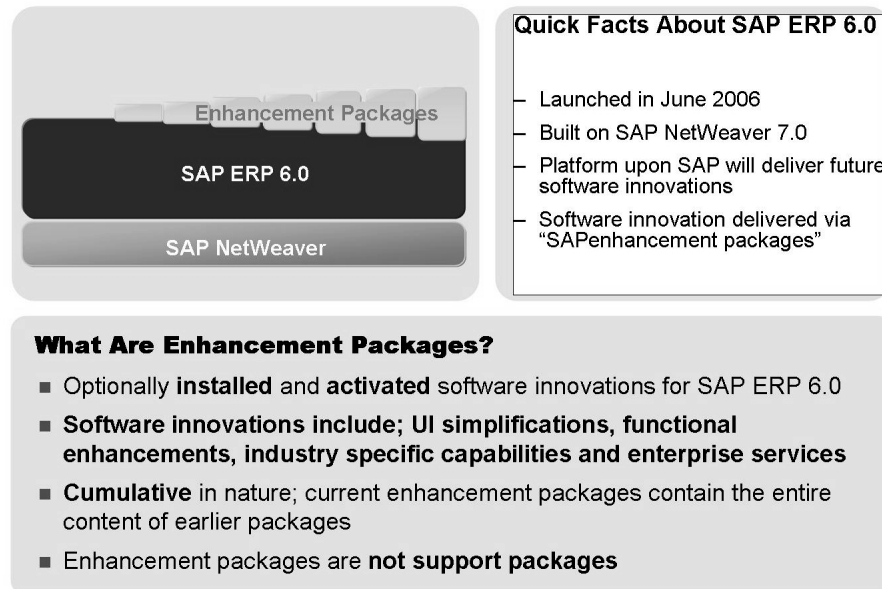 Enhancement Packages
SAP ERP 6.0
SAP NetWeaver
Quick Facts About SAP ERP 6.0
– Launched in June 2006
– Built on SAP NetWeaver 7.0
– Platform upon SAP will deliver future
software innovations
– Software innovation delivered via
“SAPenhancement packages”
What Are Enhancement Packages?
■ Optionally installed and activated software innovations for SAP ERP 6.0
■ Software innovations include; UI simplifications, functional
enhancements, industry specific capabilities and enterprise services
■ Cumulative in nature; current enhancement packages contain the entire
content of earlier packages
■ Enhancement packages are not support packages